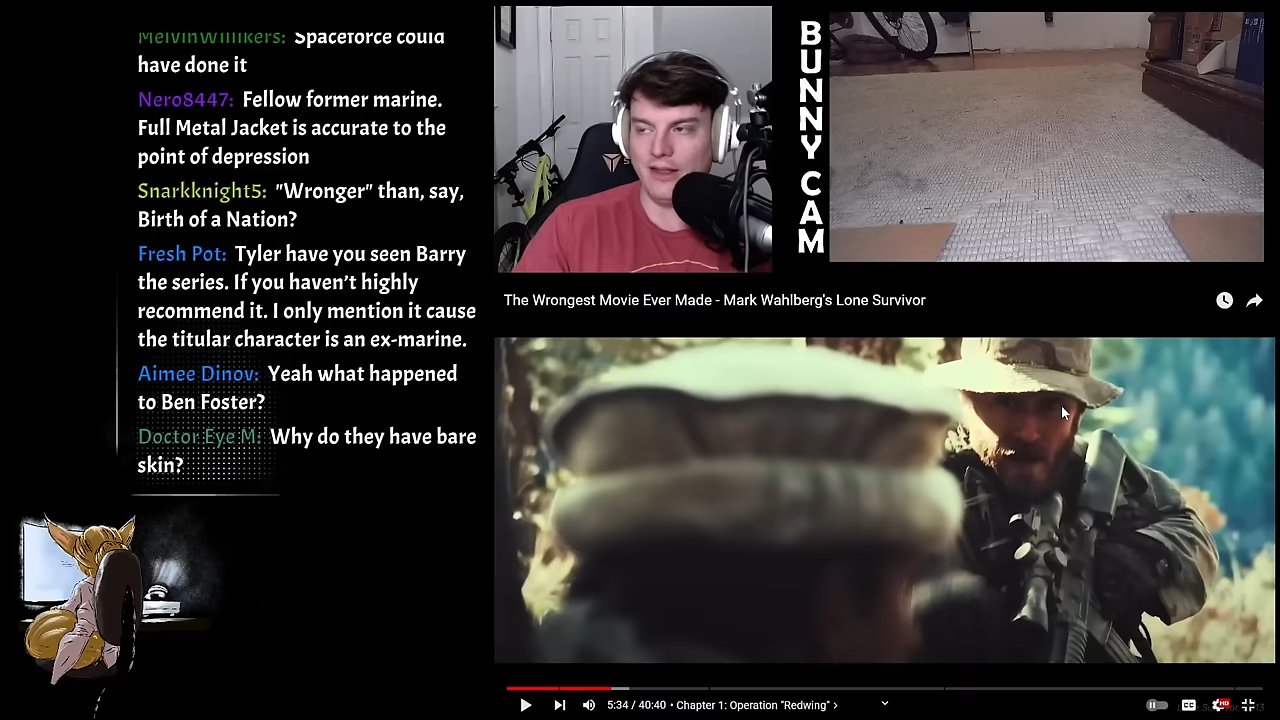 MelvinWillikers: Spaceforce could
have done it
Nero8447: Fellow former marine.
Full Metal Jacket is accurate to the
point of depression
Snarkknight5: "Wronger" than, say,
Birth of a Nation?
Fresh Pot: Tyler have you seen Barry
the series. If you haven't highly
recommend it. I only mention it cause
the titular character is an ex-marine.
Aimee Dinov: Yeah what happened
to Ben Foster?
Doctor Eye M: Why do they have bare
skin?
BUNNY CAM
The Wrongest Movie Ever Made - Mark Wahlberg's Lone Survivor
5:34 / 40:40 • Chapter 1: Operation "Redwing" ›
CC
HD